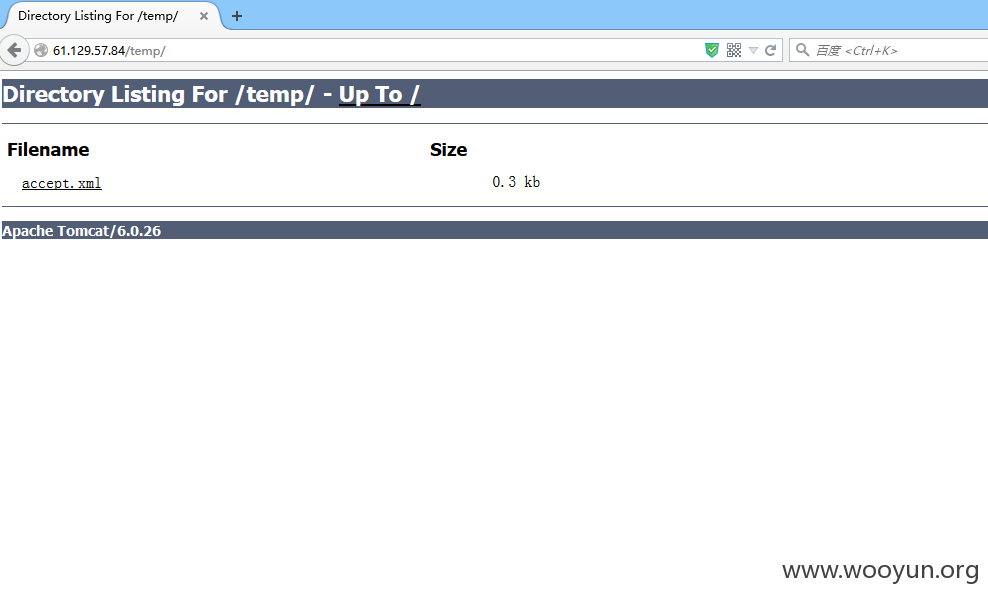 Directory Listing For /temp/
61.129.57.84/temp/
百度 <Ctrl+K>
Directory Listing For /temp/ - Up To /
Filename Size
accept.xml 0.3 kb
Apache Tomcat/6.0.26
www.wooyun.org